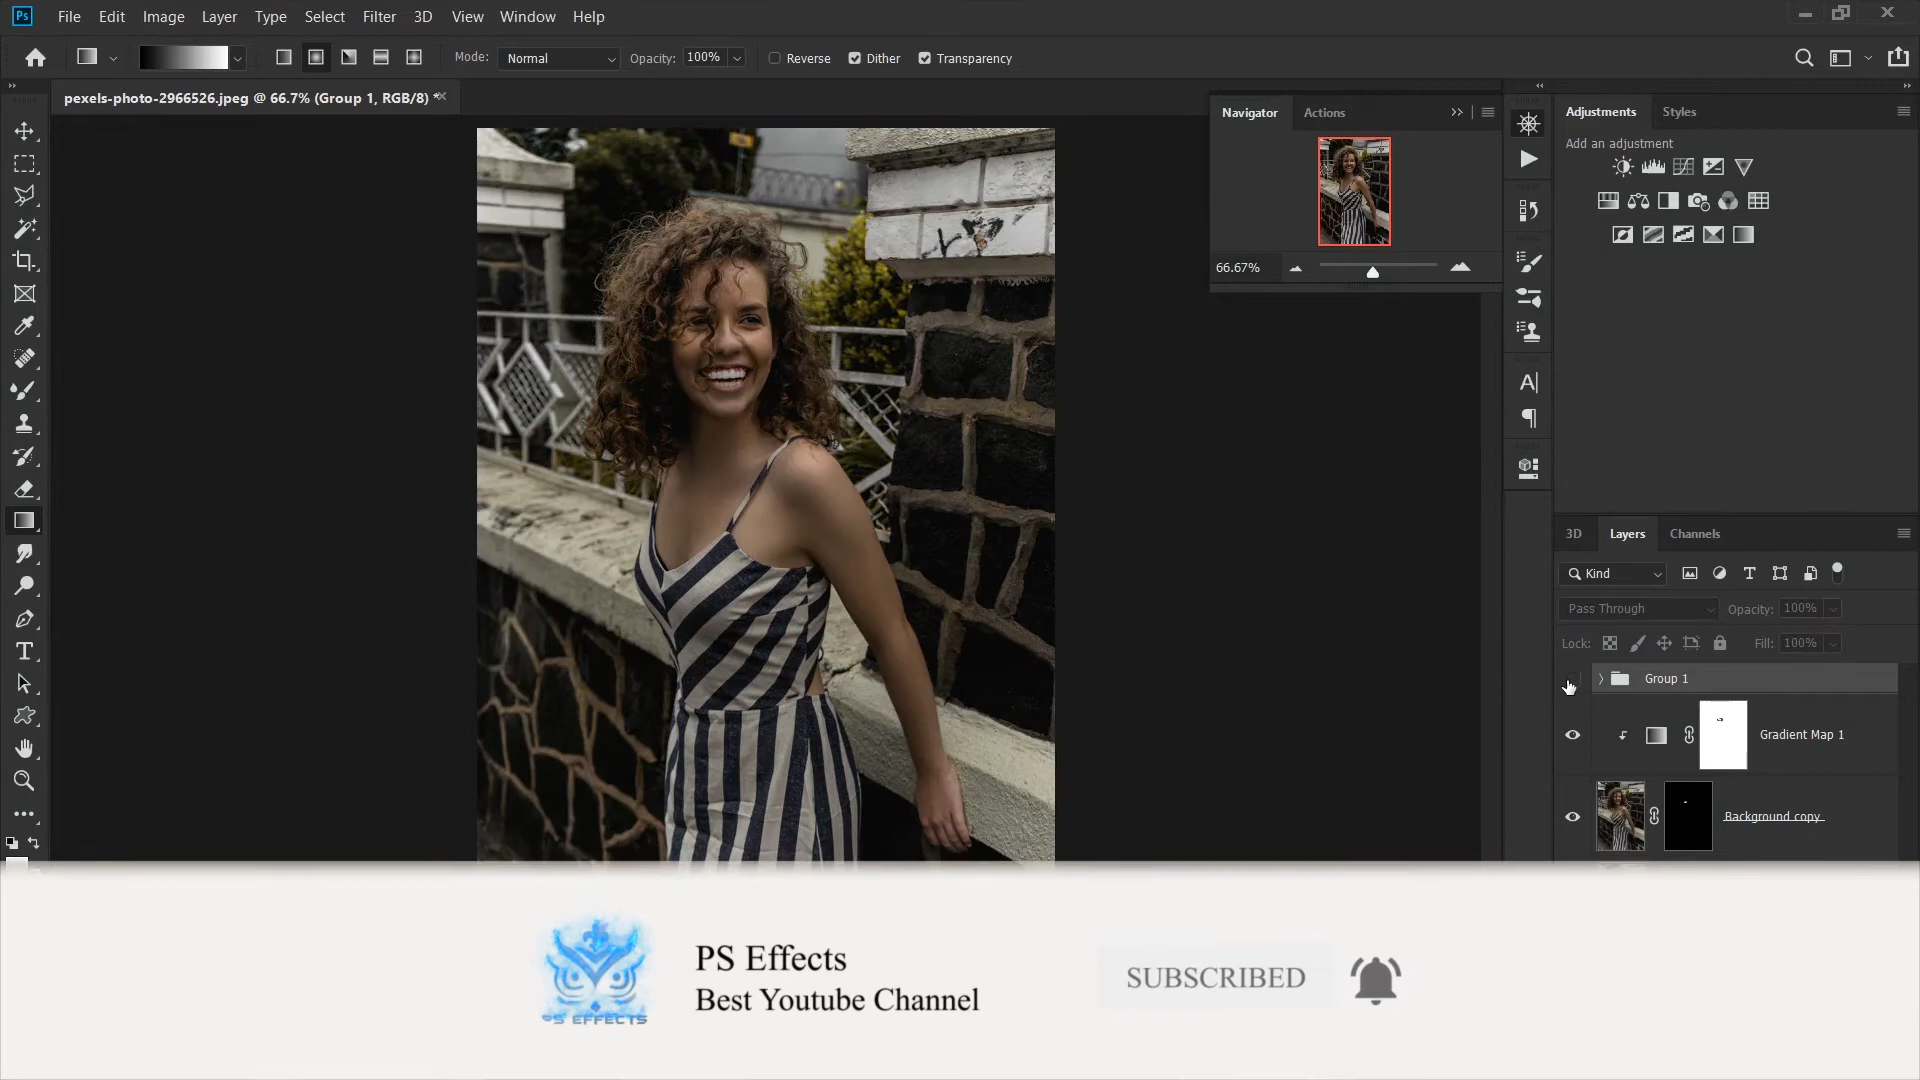 Ps File Edit Image Layer Type Select Filter 3D View Window Help
Mode: Normal Opacity: 100% Reverse Dither Transparency
pexels-photo-2966526.jpeg @ 66.7% (Group 1, RGB/8) *
Navigator Actions
66.67%
Adjustments Styles
Add an adjustment
3D Layers Channels
Kind
Pass Through Opacity: 100%
Lock: Fill: 100%
Group 1
Gradient Map 1
Background copy
PS EFFECTS
PS Effects
Best Youtube Channel
SUBSCRIBED